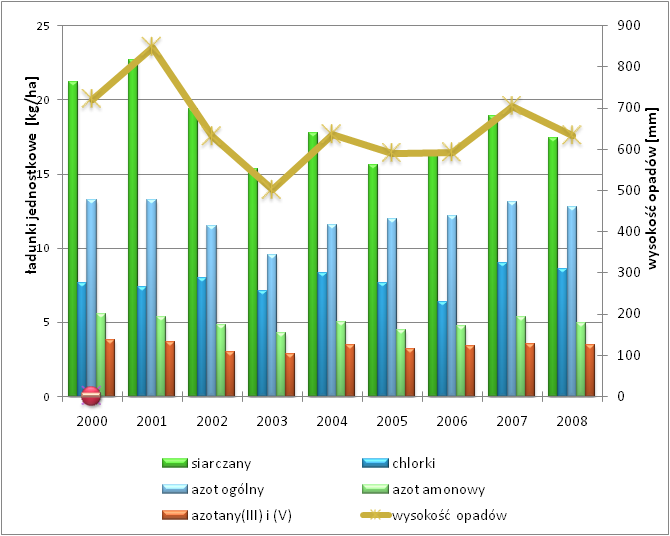 ładunki jednostkowe [kg/ha]
25
20
15
10
5
0
900
800
700
600
500
400
300
200
100
0
wysokość opadów [mm]
2000 2001 2002 2003 2004 2005 2006 2007 2008
siarczany chlorki
azot ogólny azot amonowy
azotany(III) i (V) wysokość opadów